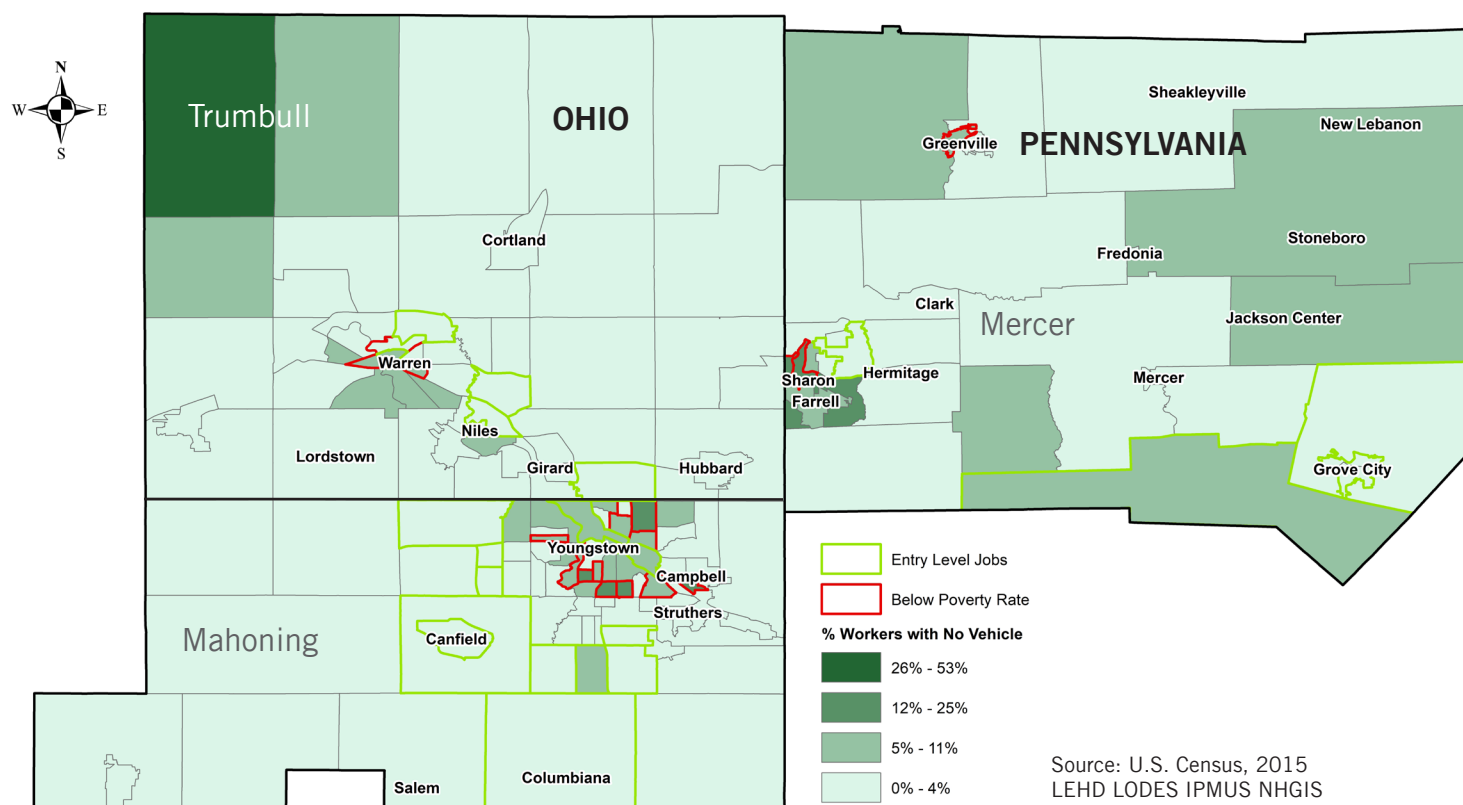 N
W
E
S
Trumbull
OHIO
Sheakleyville
New Lebanon
Greenville
PENNSYLVANIA
Cortland
Stoneboro
Fredonia
Clark
Mercer
Jackson Center
Warren
Hermitage
Sharon
Mercer
Farrell
Niles
Lordstown
Girard
Hubbard
Grove City
Youngstown
Campbell
Struthers
Mahoning
Canfield
Salem
Columbiana
Entry Level Jobs
Below Poverty Rate
% Workers with No Vehicle
26% - 53%
12% - 25%
5% - 11%
0% - 4%
Source: U.S. Census, 2015
LEHD LODES IPMUS NHGIS